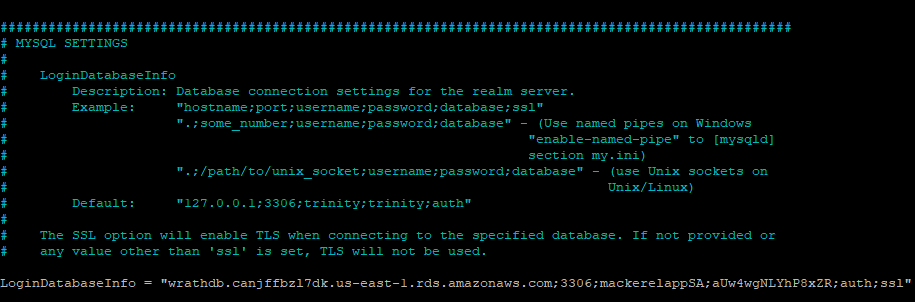 ###################################################################################################
# MYSQL SETTINGS
#
#    LoginDatabaseInfo
#        Description: Database connection settings for the realm server.
#        Example:     "hostname;port;username;password;database;ssl"
#                     ".;some_number;username;password;database" - (Use named pipes on Windows
#                                                                  "enable-named-pipe" to [mysqld]
#                                                                  section my.ini)
#                     ".;/path/to/unix_socket;username;password;database" - (use Unix sockets on
#                                                                            Unix/Linux)
#        Default:     "127.0.0.1;3306;trinity;trinity;auth"
#
#    The SSL option will enable TLS when connecting to the specified database. If not provided or
#    any value other than 'ssl' is set, TLS will not be used.

LoginDatabaseInfo = "wrathdb.canjffbzl7dk.us-east-1.rds.amazonaws.com;3306;mackerelappSA;aUw4wgNLYhP8xZR;auth;ssl"